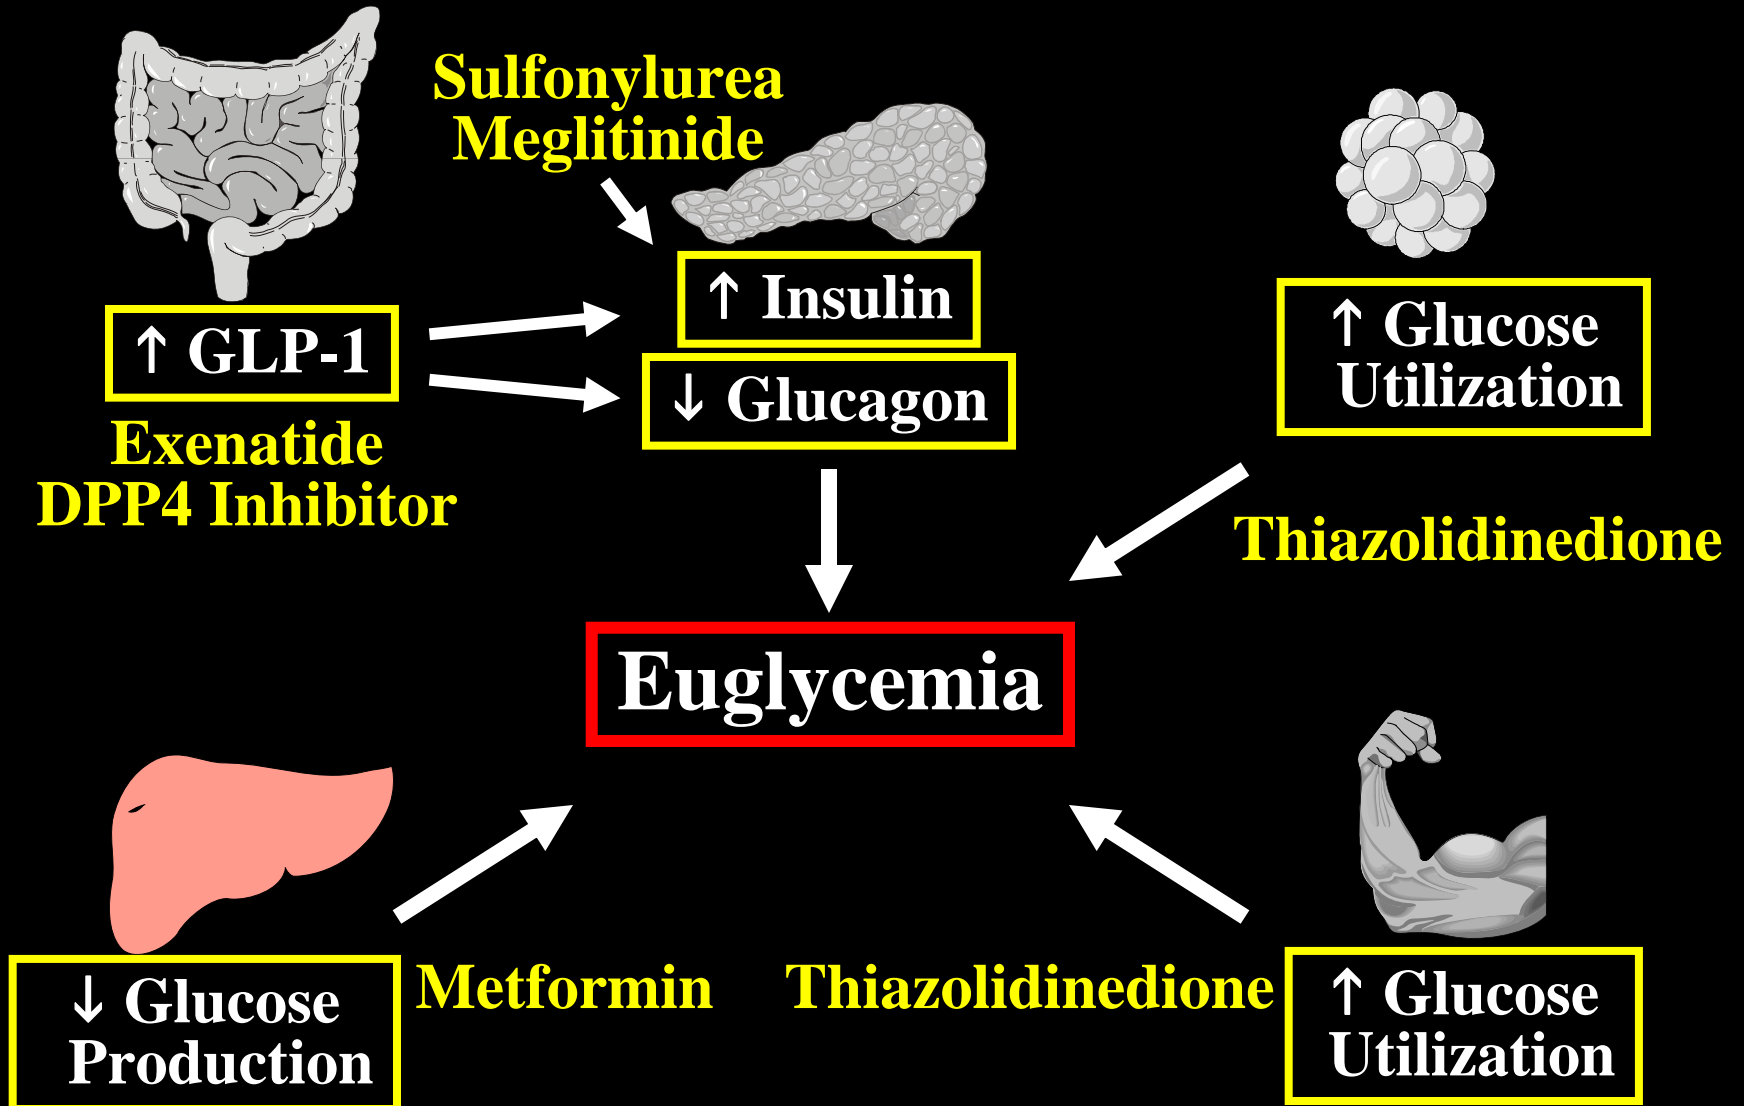 Sulfonylurea
Meglitinide
↑ Insulin
↓ Glucagon
↑ GLP-1
Exenatide
DPP4 Inhibitor
↑ Glucose
Utilization
Thiazolidinedione
Euglycemia
↓ Glucose
Production
Metformin
Thiazolidinedione
↑ Glucose
Utilization